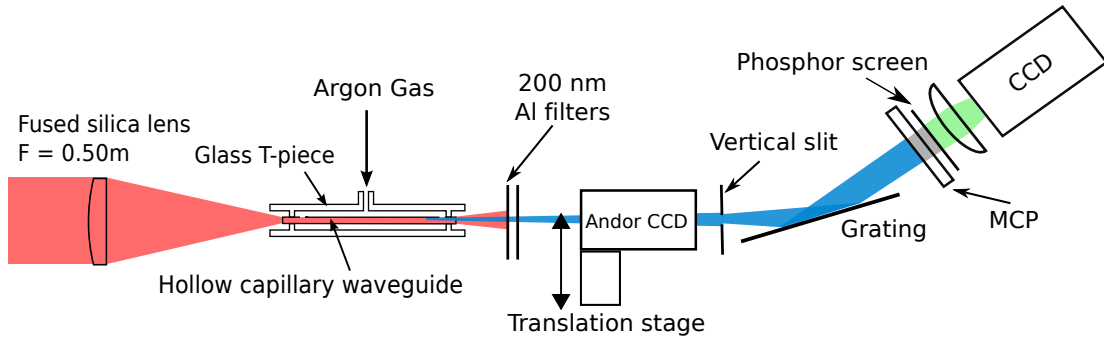 Fused silica lens
F = 0.50m
Argon Gas
Glass T-piece
Hollow capillary waveguide
200 nm
Al filters
Andor CCD
Translation stage
Vertical slit
Phosphor screen
CCD
MCP
Grating